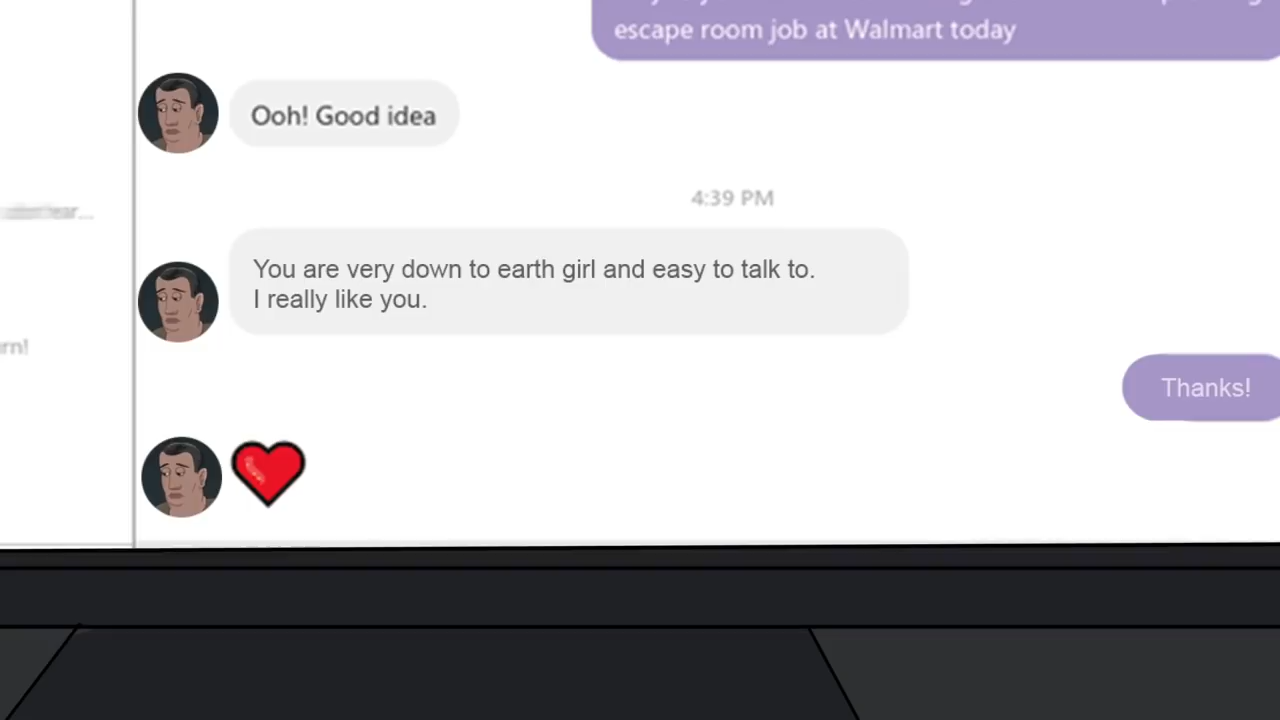 escape room job at Walmart today
Ooh! Good idea
4:39 PM
You are very down to earth girl and easy to talk to.
I really like you.
Thanks!